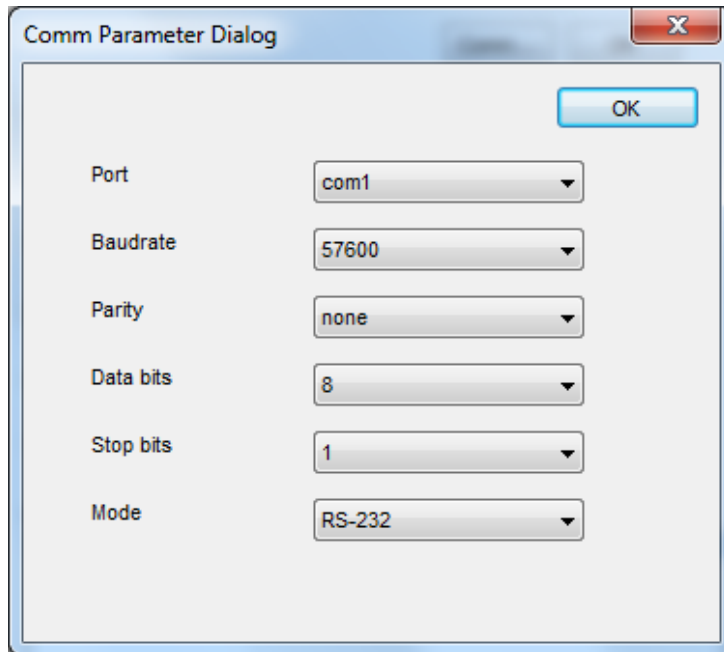 Comm Parameter Dialog
OK
Port com1
Baudrate 57600
Parity none
Data bits 8
Stop bits 1
Mode RS-232